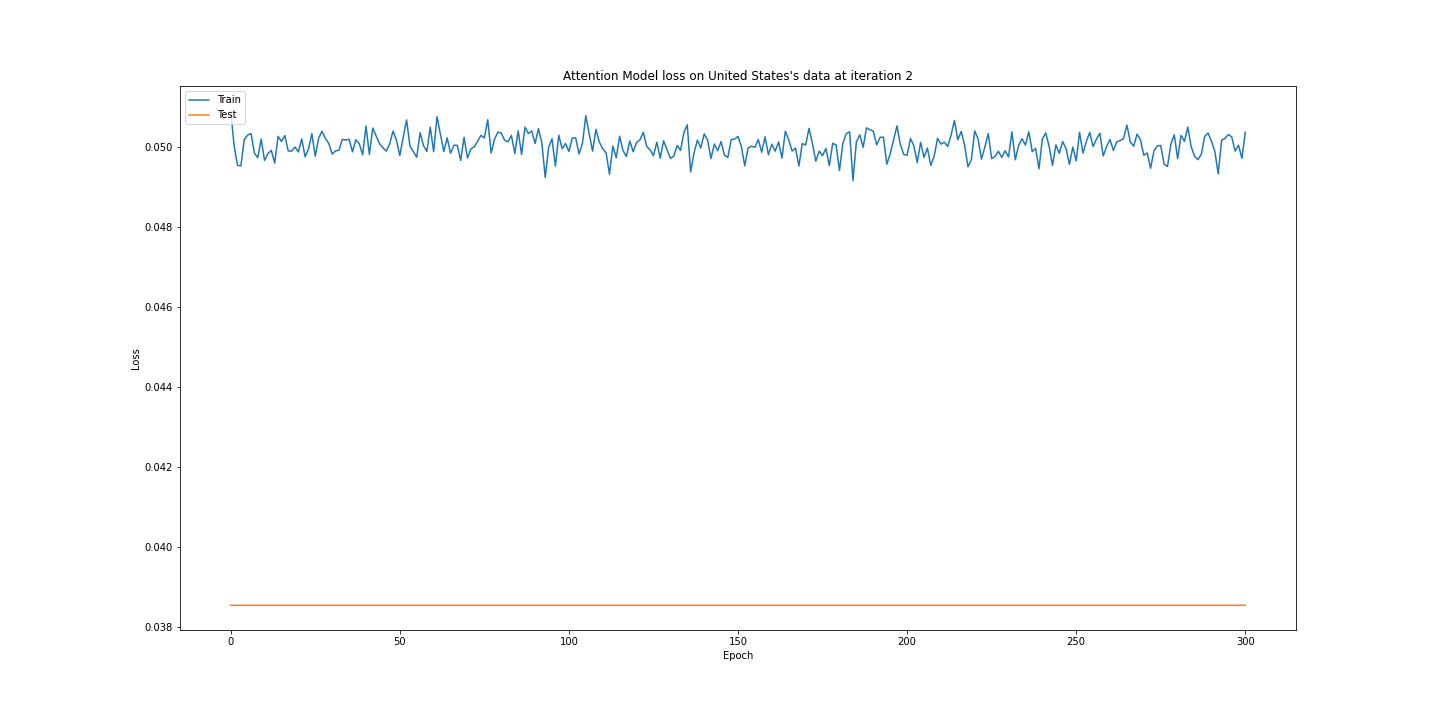 Attention Model loss on United States's data at iteration 2
Train
Test
0.050
0.048
0.046
0.044
0.042
0.040
0.038
Loss
0 50 100 150 200 250 300
Epoch